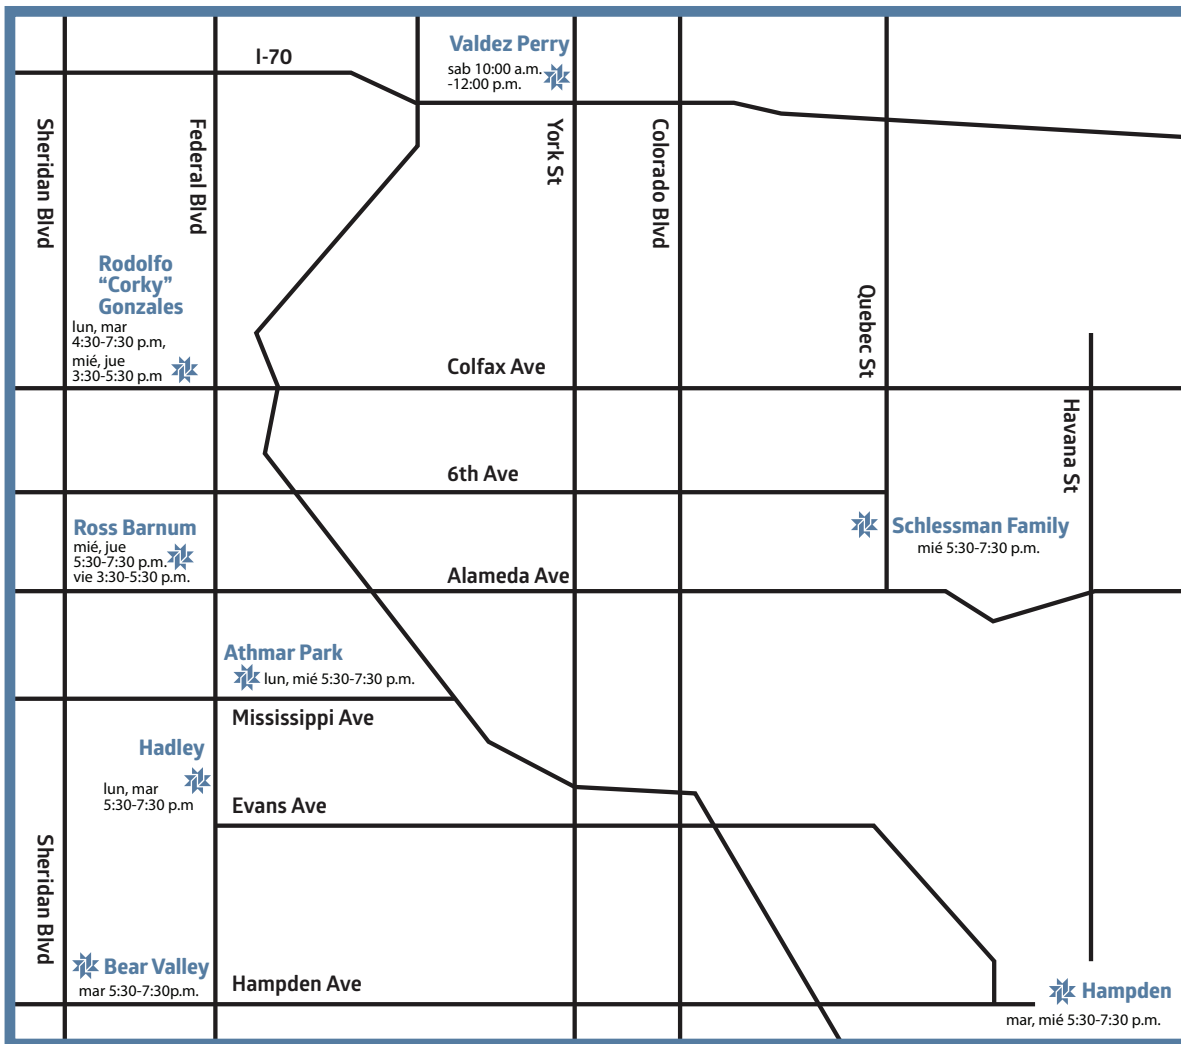 I-70
Valdez Perry
sab 10:00 a.m.
-12:00 p.m.
Sheridan Blvd
Federal Blvd
York St
Colorado Blvd
Rodolfo
“Corky”
Gonzales
lun, mar
4:30-7:30 p.m,
mié, jue
3:30-5:30 p.m
Quebec St
Colfax Ave
Havana St
6th Ave
Ross Barnum
mié, jue
5:30-7:30 p.m.
vie 3:30-5:30 p.m.
Schlessman Family
mié 5:30-7:30 p.m.
Alameda Ave
Athmar Park
lun, mié 5:30-7:30 p.m.
Mississippi Ave
Hadley
lun, mar
5:30-7:30 p.m
Evans Ave
Sheridan Blvd
Bear Valley
mar 5:30-7:30p.m.
Hampden Ave
Hampden
mar, mié 5:30-7:30 p.m.